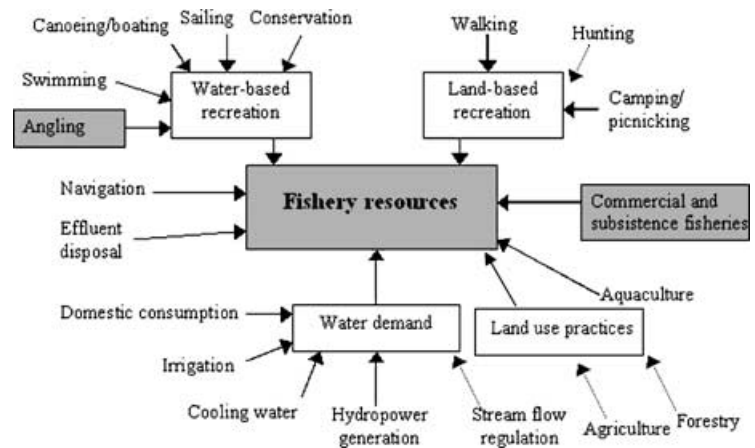 Canoeing/boating
Sailing
Conservation
Walking
Hunting
Swimming
Water-based
recreation
Land-based
recreation
Camping/
picnicking
Angling
Navigation
Fishery resources
Commercial and
subsistence fisheries
Effluent
disposal
Aquaculture
Domestic consumption
Water demand
Land use practices
Irrigation
Cooling water
Hydropower
generation
Stream flow
regulation
Agriculture
Forestry